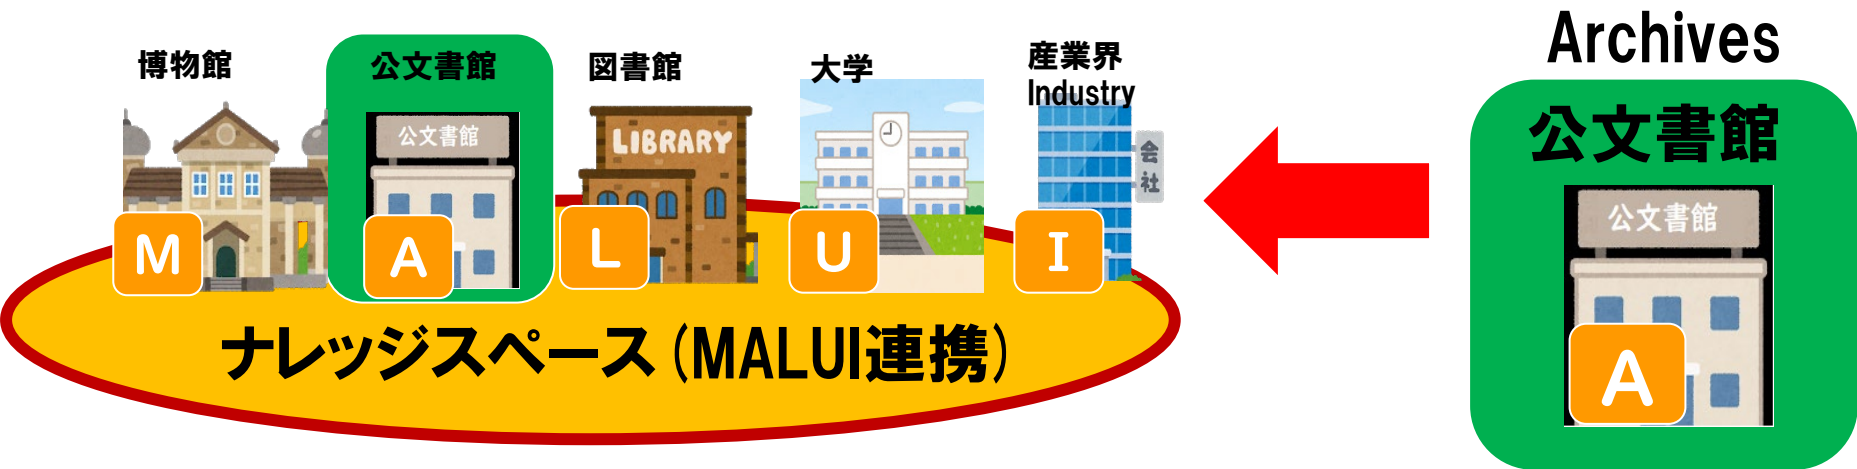 博物館
公文書館
図書館
大学
産業界
Industry
公文書館
LIBRARY
会社
M
A
L
U
I
ナレッジスペース(MALUI連携)
Archives
公文書館
公文書館
A